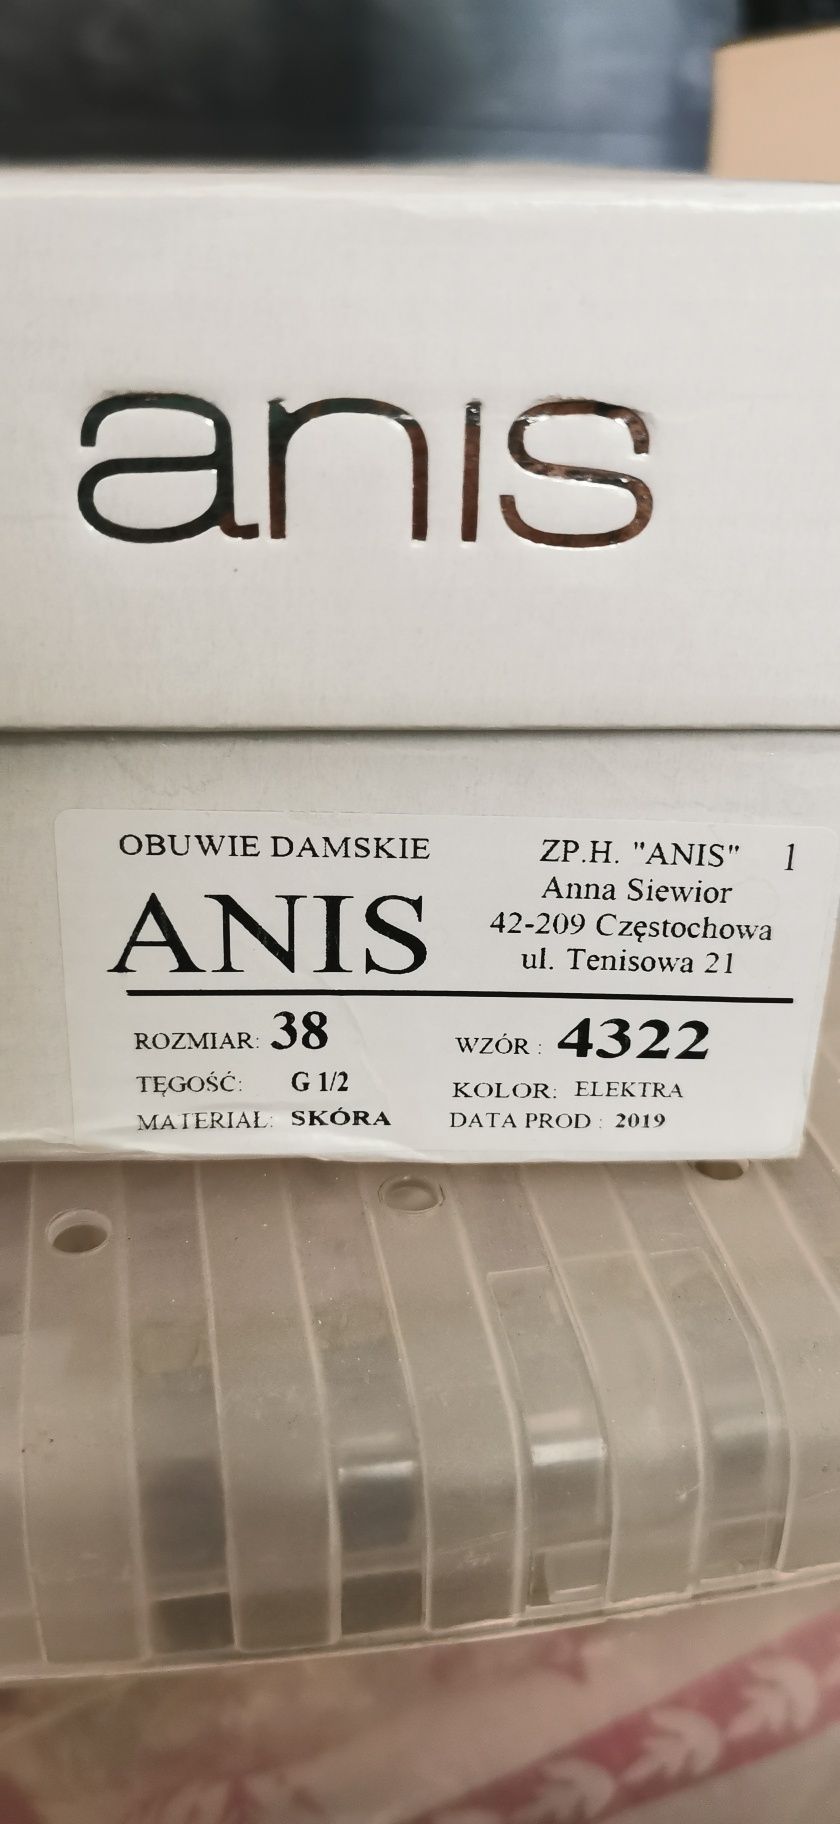 anis
OBUWIE DAMSKIE
ANIS
ZP.H. "ANIS" 1
Anna Siewior
42-209 Częstochowa
ul. Tenisowa 21
ROZMIAR: 38
TĘGOŚĆ: G 1/2
MATERIAŁ: SKÓRA
WZÓR : 4322
KOLOR: ELEKTRA
DATA PROD : 2019